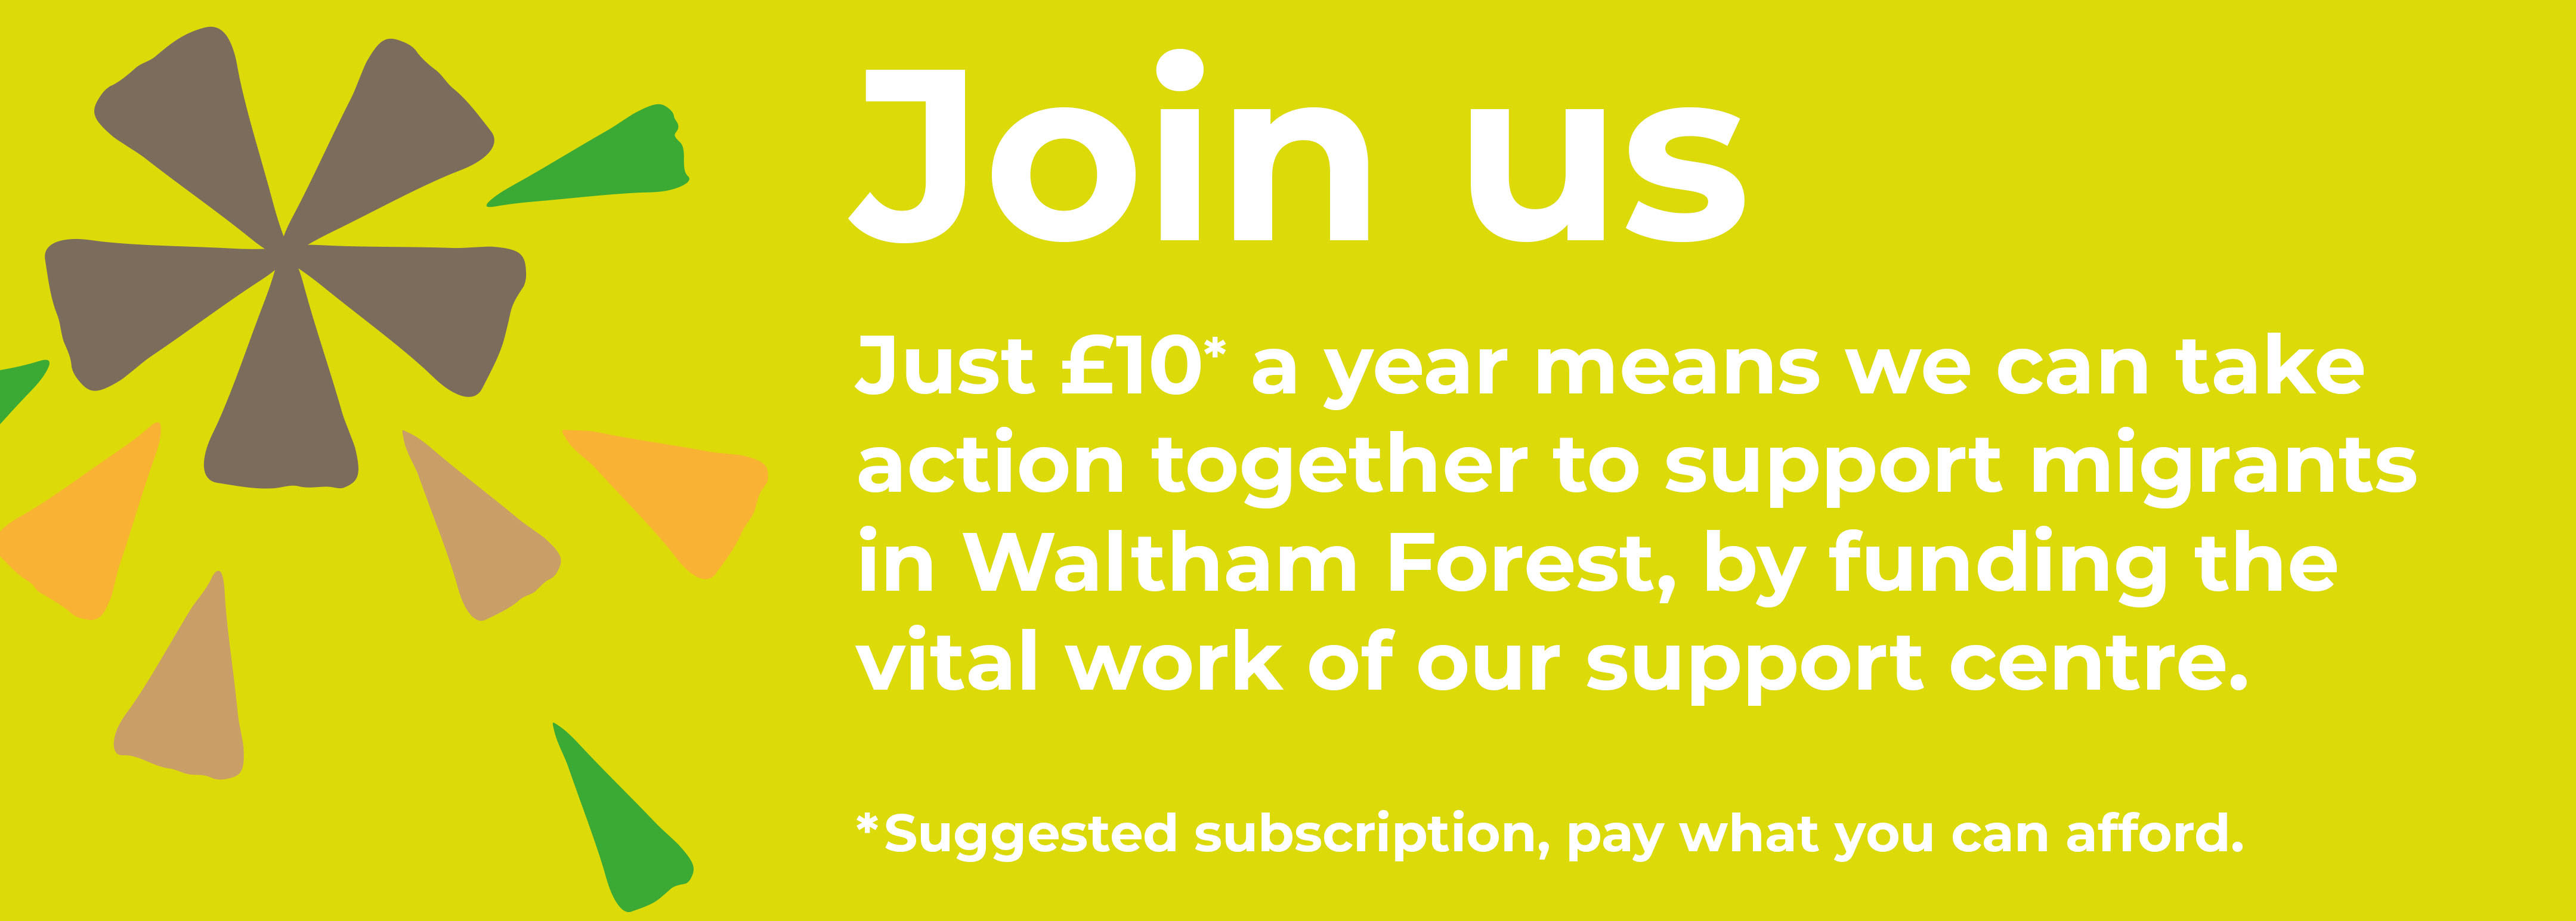 Join us
Just £10* a year means we can take
action together to support migrants
in Waltham Forest, by funding the
vital work of our support centre.
*Suggested subscription, pay what you can afford.